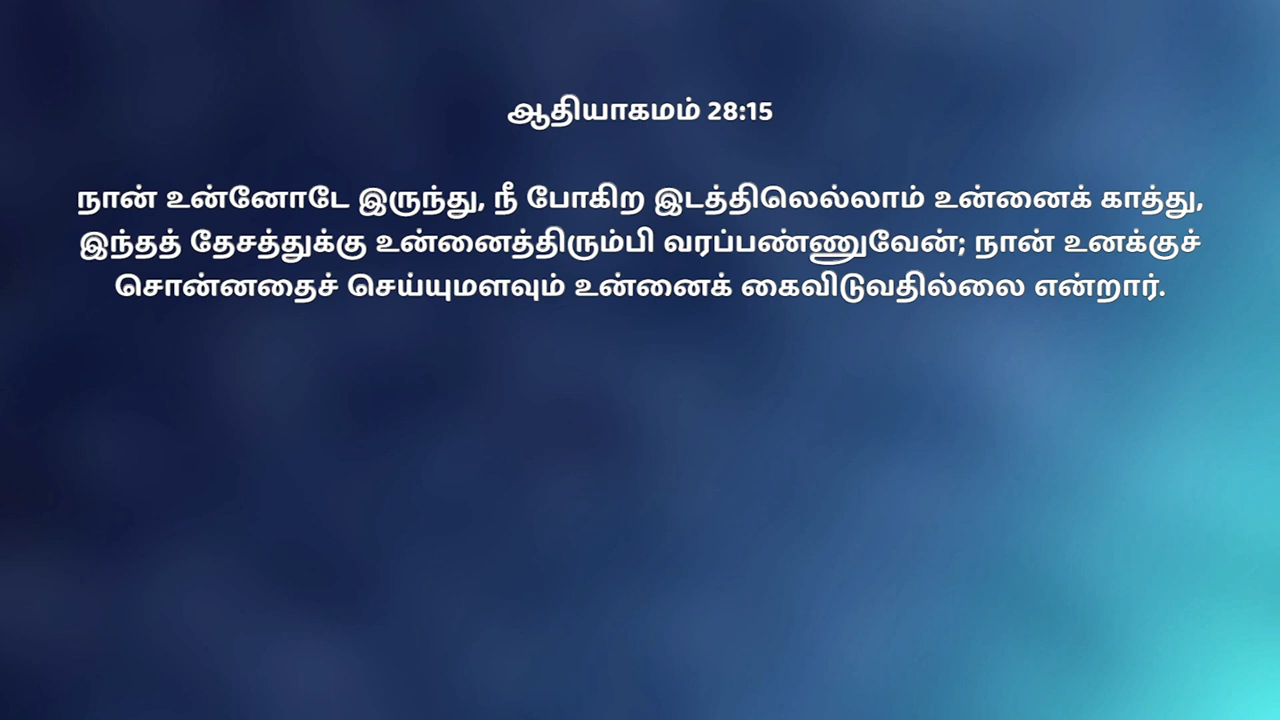 ஆதியாகமம் 28:15
நான் உன்னோடே இருந்து, நீ போகிற இடத்திலெல்லாம் உன்னைக் காத்து,
இந்தத் தேசத்துக்கு உன்னைத்திரும்பி வரப்பண்ணுவேன்; நான் உனக்குச்
சொன்னதைச் செய்யுமளவும் உன்னைக் கைவிடுவதில்லை என்றார்.